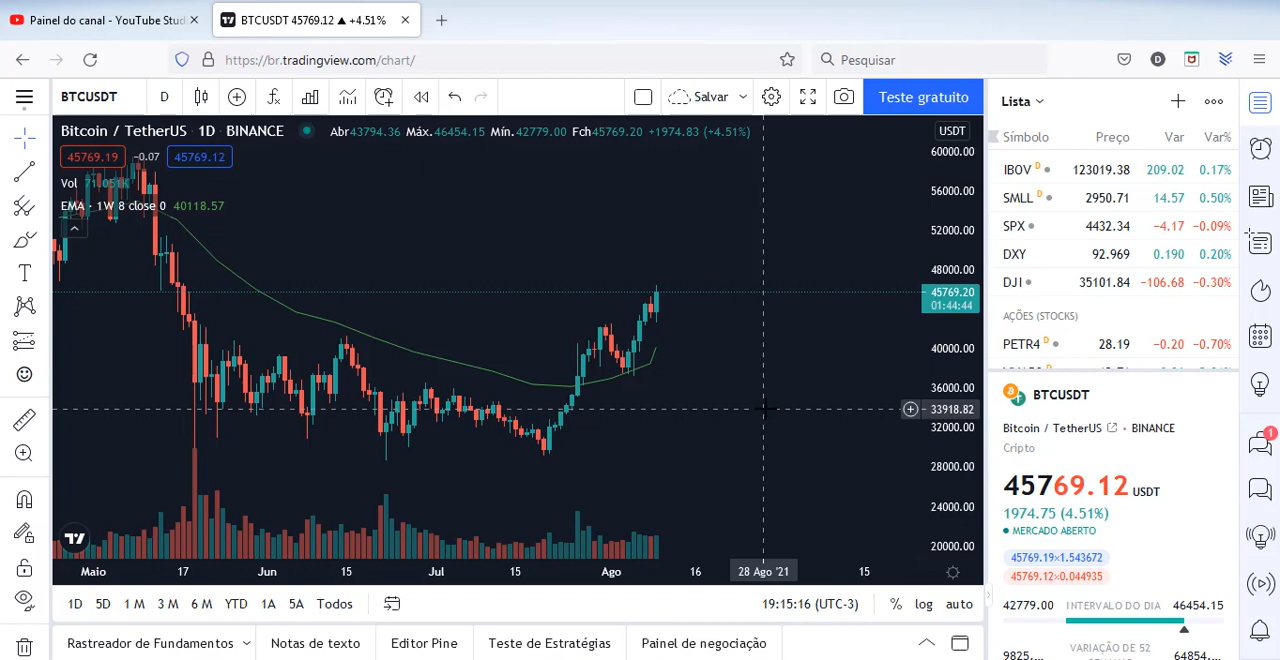 Painel do canal - YouTube Stud
BTCUSDT 45769.12 ▲ +4.51%
https://br.tradingview.com/chart/
Pesquisar
BTCUSDT
D
Salvar
Teste gratuito
Lista
Bitcoin / TetherUS · 1D · BINANCE
Abr43794.36 Máx.46454.15 Mín.42779.00 Fch45769.20 +1974.83 (+4.51%)
USDT
45769.19 -0.07 45769.12
Vol 71.051K
EMA · 1W 8 close 0 40118.57
60000.00
56000.00
52000.00
48000.00
45769.20
01:44:44
40000.00
36000.00
33918.82
32000.00
28000.00
24000.00
20000.00
Maio 17 Jun 15 Jul 15 Ago 16 28 Ago '21 15
1D 5D 1 M 3 M 6 M YTD 1A 5A Todos
19:15:16 (UTC-3) % log auto
Rastreador de Fundamentos Notas de texto Editor Pine Teste de Estratégias Painel de negociação
Símbolo Preço Var Var%
IBOV D 123019.38 209.02 0.17%
SMLL D 2950.71 14.57 0.50%
SPX 4432.34 −4.17 −0.09%
DXY 92.969 0.190 0.20%
DJI 35101.84 −106.68 −0.30%
AÇÕES (STOCKS)
PETR4 D 28.19 −0.20 −0.70%
BTCUSDT
Bitcoin / TetherUS • BINANCE
Cripto
45769.12 USDT
1974.75 (4.51%)
MERCADO ABERTO
45769.19×1.543672
45769.12×0.044935
42779.00 INTERVALO DO DIA 46454.15
VARIAÇÃO DE 52
9825... 64854...
1